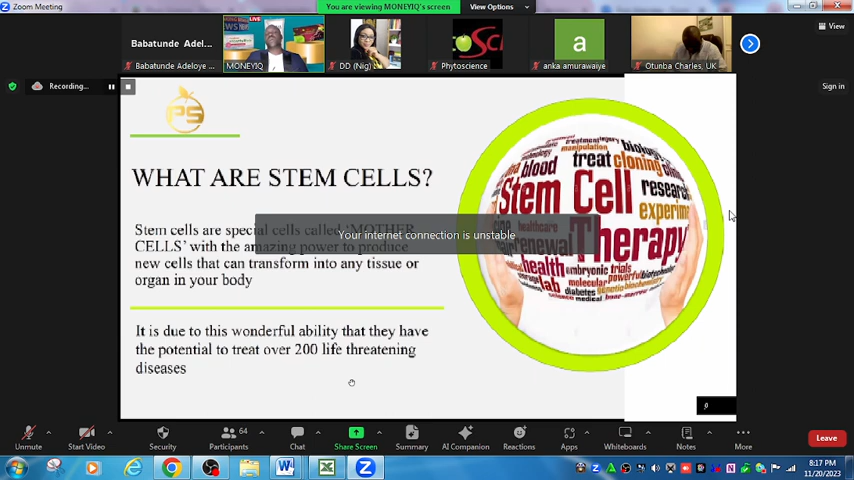 Zoom Meeting
You are viewing MONEYIQ's screen
View Options
View
Babatunde Adel...
Babatunde Adeloye ...
LIVE
MONEYIQ
DD (Nig)
Phytoscience
a
anka amurawaiye
Otunba Charles, UK
Recording...
Sign in
PS
WHAT ARE STEM CELLS?
Stem cells are special cells called 'MOTHER
CELLS' with the amazing power to produce
new cells that can transform into any tissue or
organ in your body
It is due to this wonderful ability that they have
the potential to treat over 200 life threatening
diseases
Your internet connection is unstable
manipulation
blood
treat
cloning
Stem Cell
research
experim
healthcare
renewal
Therapy
health
embryonic
trials
lab
molecular
powerful
diabetes
medical
Unmute
Start Video
Security
64
Participants
Chat
Share Screen
Summary
AI Companion
Reactions
Apps
Whiteboards
Notes
More
Leave
8:17 PM
11/20/2023